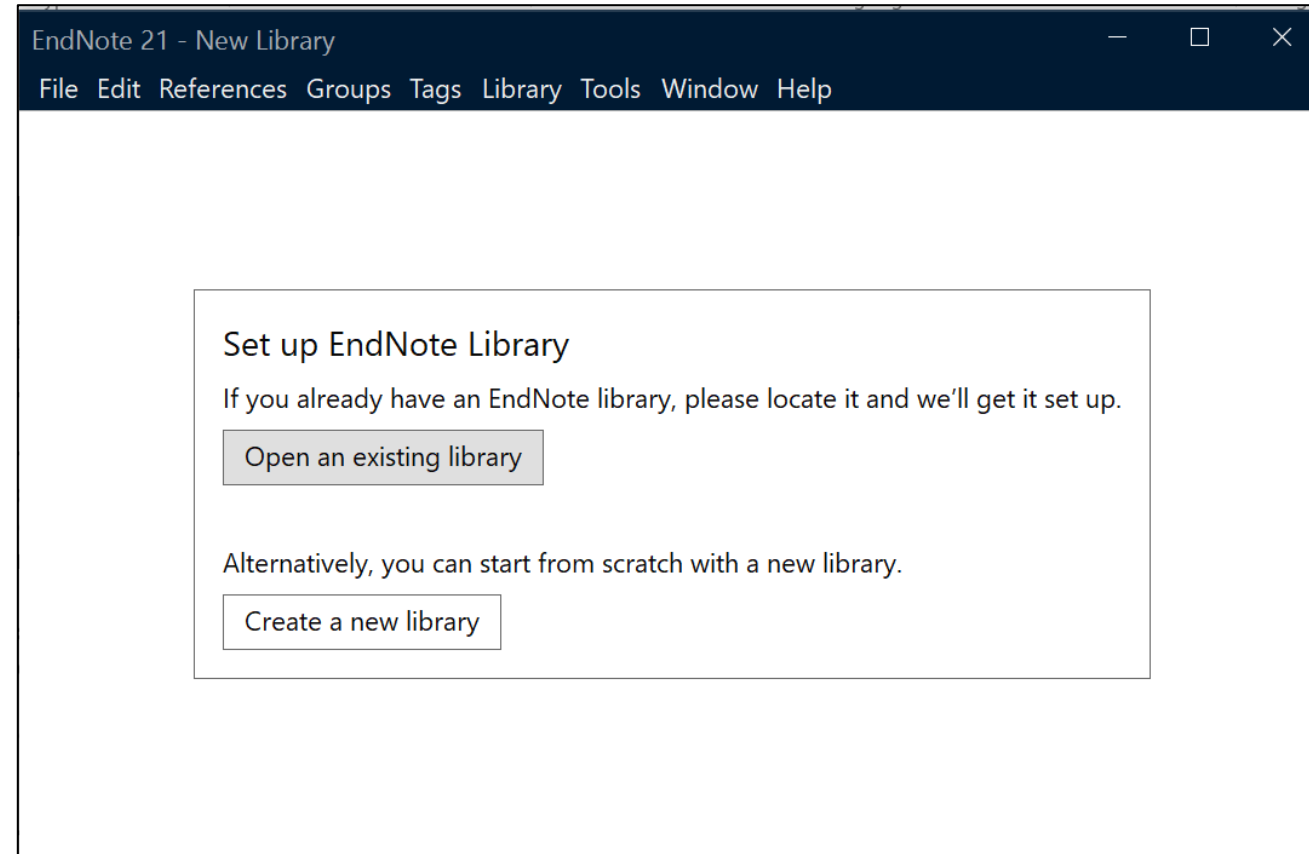 EndNote 21 - New Library
File Edit References Groups Tags Library Tools Window Help
Set up EndNote Library
If you already have an EndNote library, please locate it and we’ll get it set up.
Open an existing library
Alternatively, you can start from scratch with a new library.
Create a new library